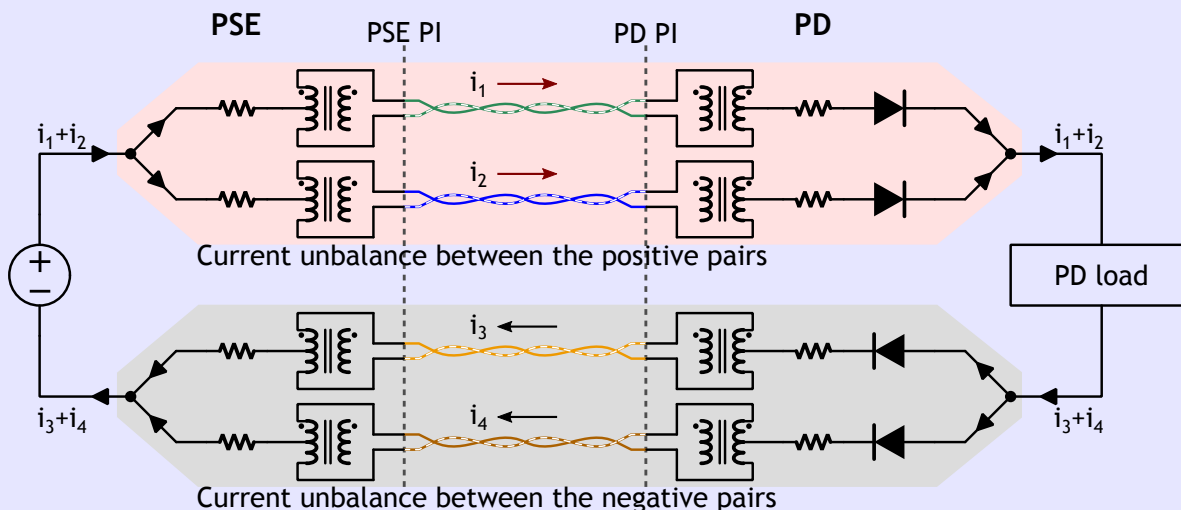 PSE
PSE PI
PD PI
PD
i₁
i₁+i₂
i₁+i₂
i₂
Current unbalance between the positive pairs
+
−
PD load
i₃
i₃+i₄
i₄
i₃+i₄
Current unbalance between the negative pairs